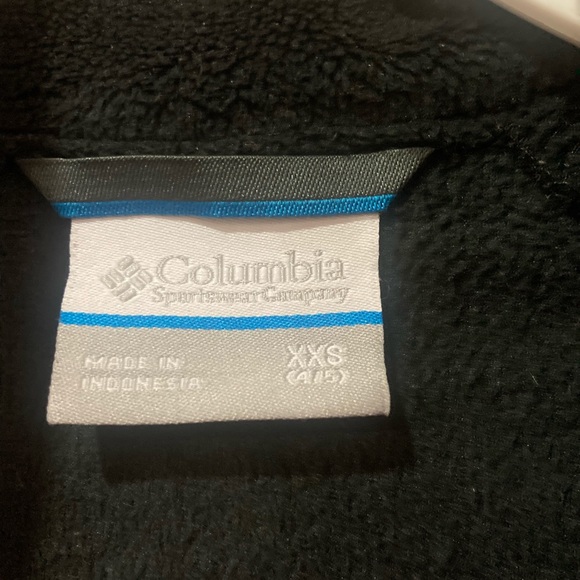 Columbia
Sportswear Company
MADE IN
INDONESIA
XXS
(4/5)